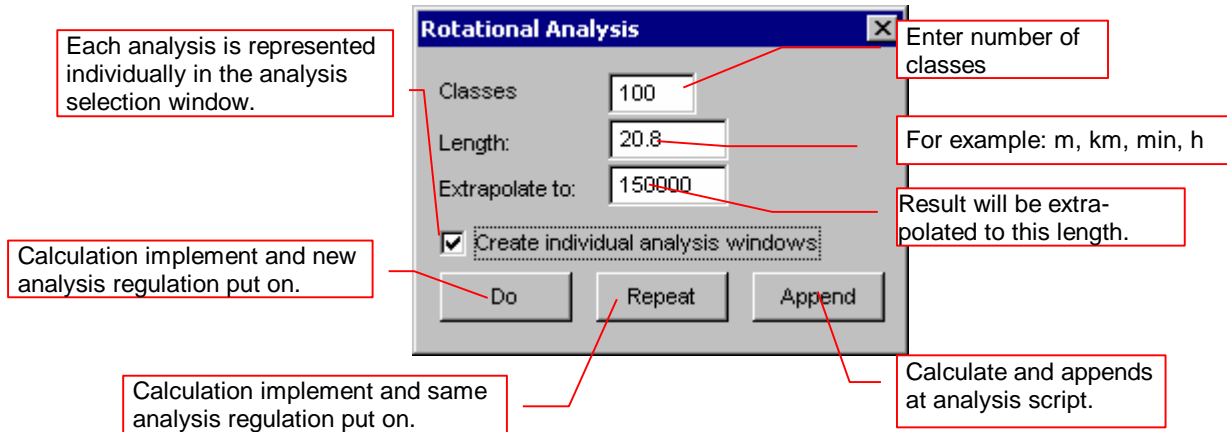 Rotational Analysis
Each analysis is represented
individually in the analysis
selection window.
Enter number of
classes
Classes
100
Length:
20.8
For example: m, km, min, h
Extrapolate to:
150000
Result will be extra-
polated to this length.
Create individual analysis windows
Calculation implement and new
analysis regulation put on.
Do
Repeat
Append
Calculation implement and same
analysis regulation put on.
Calculate and appends
at analysis script.